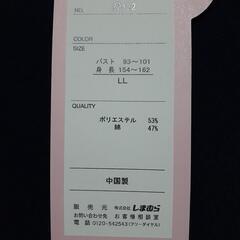 NO.
COLOR
SIZE
バスト 93〜101
身 長 154〜162
LL
QUALITY
ポリエステル 53%
綿 47%
中国製
販 売 元 株式会社 しまむら
お問い合わせ先 お客様相談室
電 話 0120-542543(フリーダイヤル)